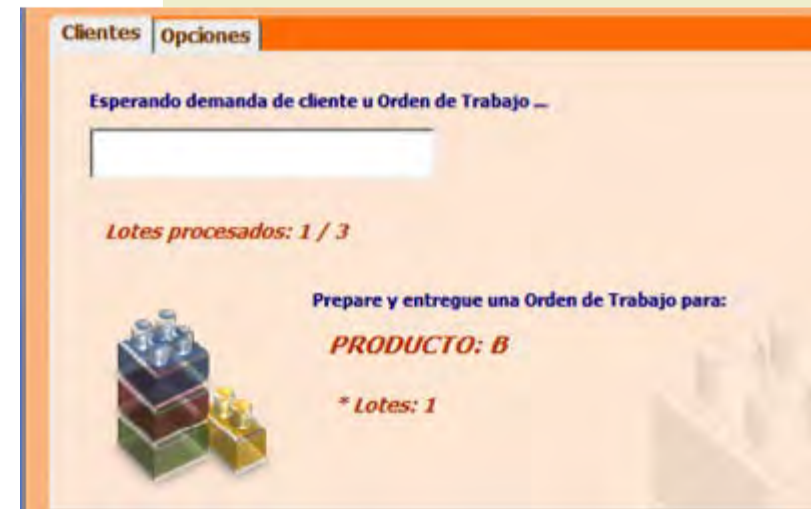 Clientes Opciones
Esperando demanda de cliente u Orden de Trabajo ...
Lotes procesados: 1 / 3
Prepare y entregue una Orden de Trabajo para:
PRODUCTO: B
* Lotes: 1